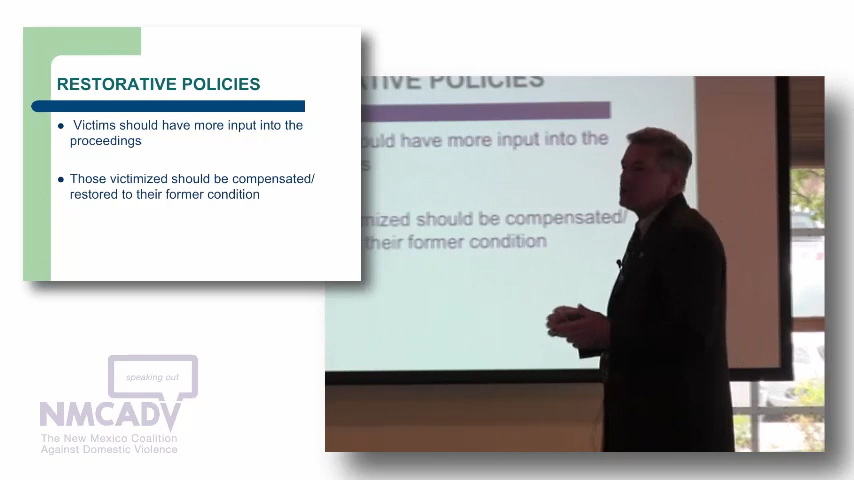 RESTORATIVE POLICIES
● Victims should have more input into the
proceedings
● Those victimized should be compensated/
restored to their former condition
TIVE POLICIES
ould have more input into the
s
mized should be compensated/
their former condition
speaking out
NMCADV
The New Mexico Coalition
Against Domestic Violence